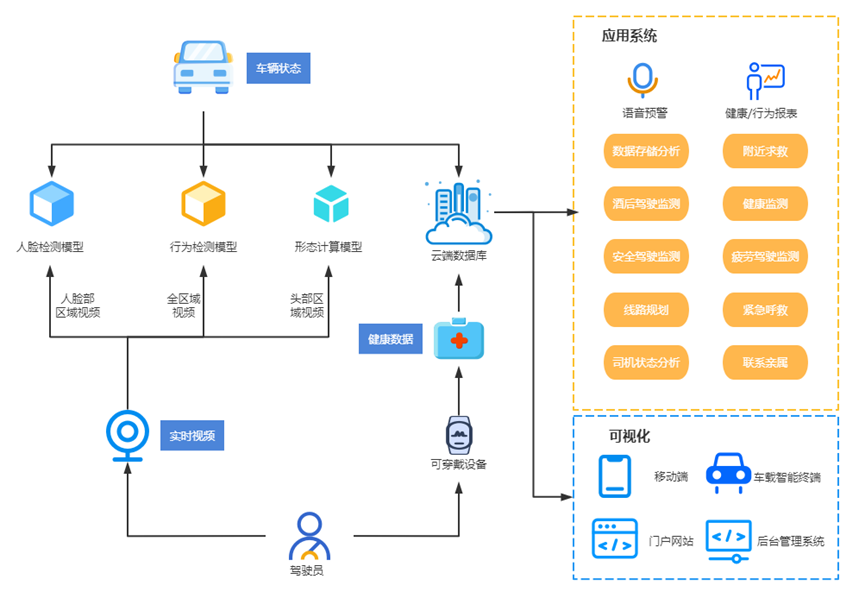 车辆状态
人脸检测模型
行为检测模型
形态计算模型
云端数据库
人脸部
区域视频
全区域
视频
头部区
域视频
健康数据
实时视频
可穿戴设备
驾驶员
应用系统
语音预警
健康/行为报表
数据存储分析
附近求救
酒后驾驶监测
健康监测
安全驾驶监测
疲劳驾驶监测
线路规划
紧急呼救
司机状态分析
联系亲属
可视化
移动端
车载智能终端
门户网站
后台管理系统